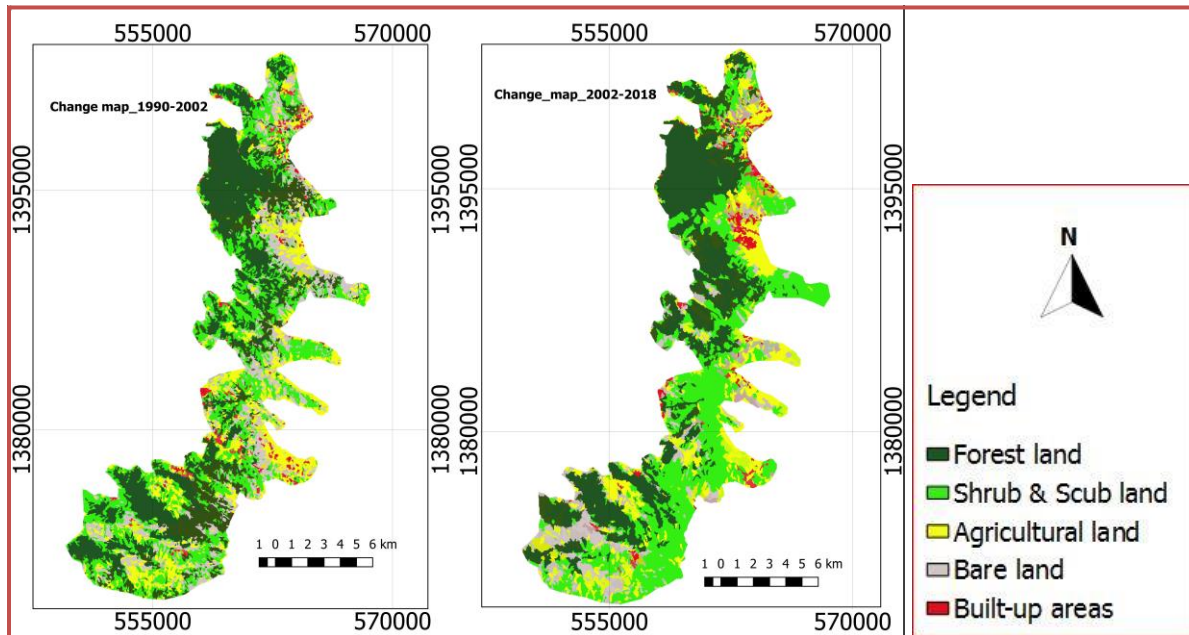 555000 570000
Change map_1990-2002
1395000 1395000
1380000 1380000
1 0 1 2 3 4 5 6 km
555000 570000
555000 570000
Change_map_2002-2018
1395000 1395000
1380000 1380000
1 0 1 2 3 4 5 6 km
555000 570000
N
Legend
Forest land
Shrub & Scub land
Agricultural land
Bare land
Built-up areas